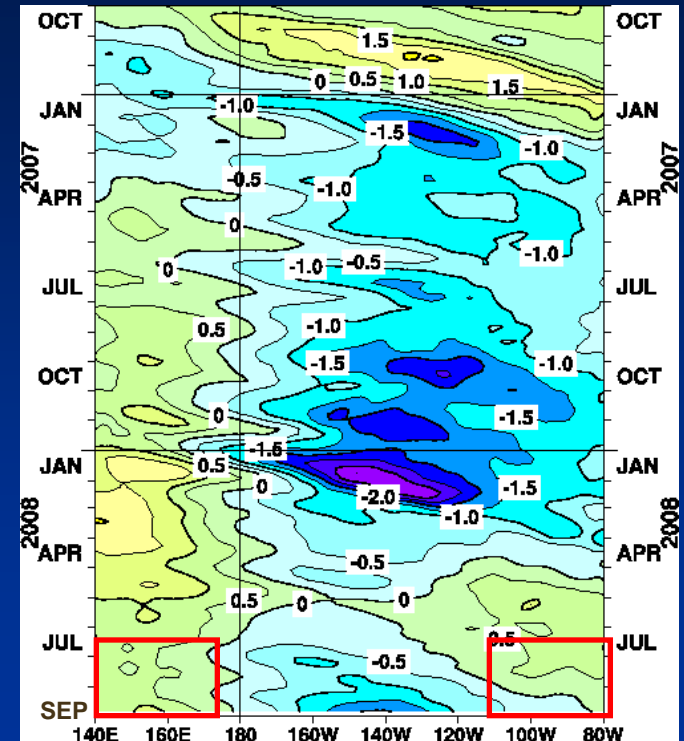 OCT OCT
1.5
0 0.5 1.0 1.5
JAN -1.0 JAN
-1.5 -1.0
2007 2007
-0.5 -1.0
APR APR
0
-1.0
0 -1.0 -0.5
JUL JUL
0.5 -1.0
-1.5 -1.0
OCT OCT
0 -1.5
-1.5
JAN 0.5 JAN
0 -2.0 -1.5
-1.0
2008 2008
APR APR
-0.5
0.5 0 0
JUL 0.5 JUL
-0.5
SEP
140E 160E 180 160W 140W 120W 100W 80W